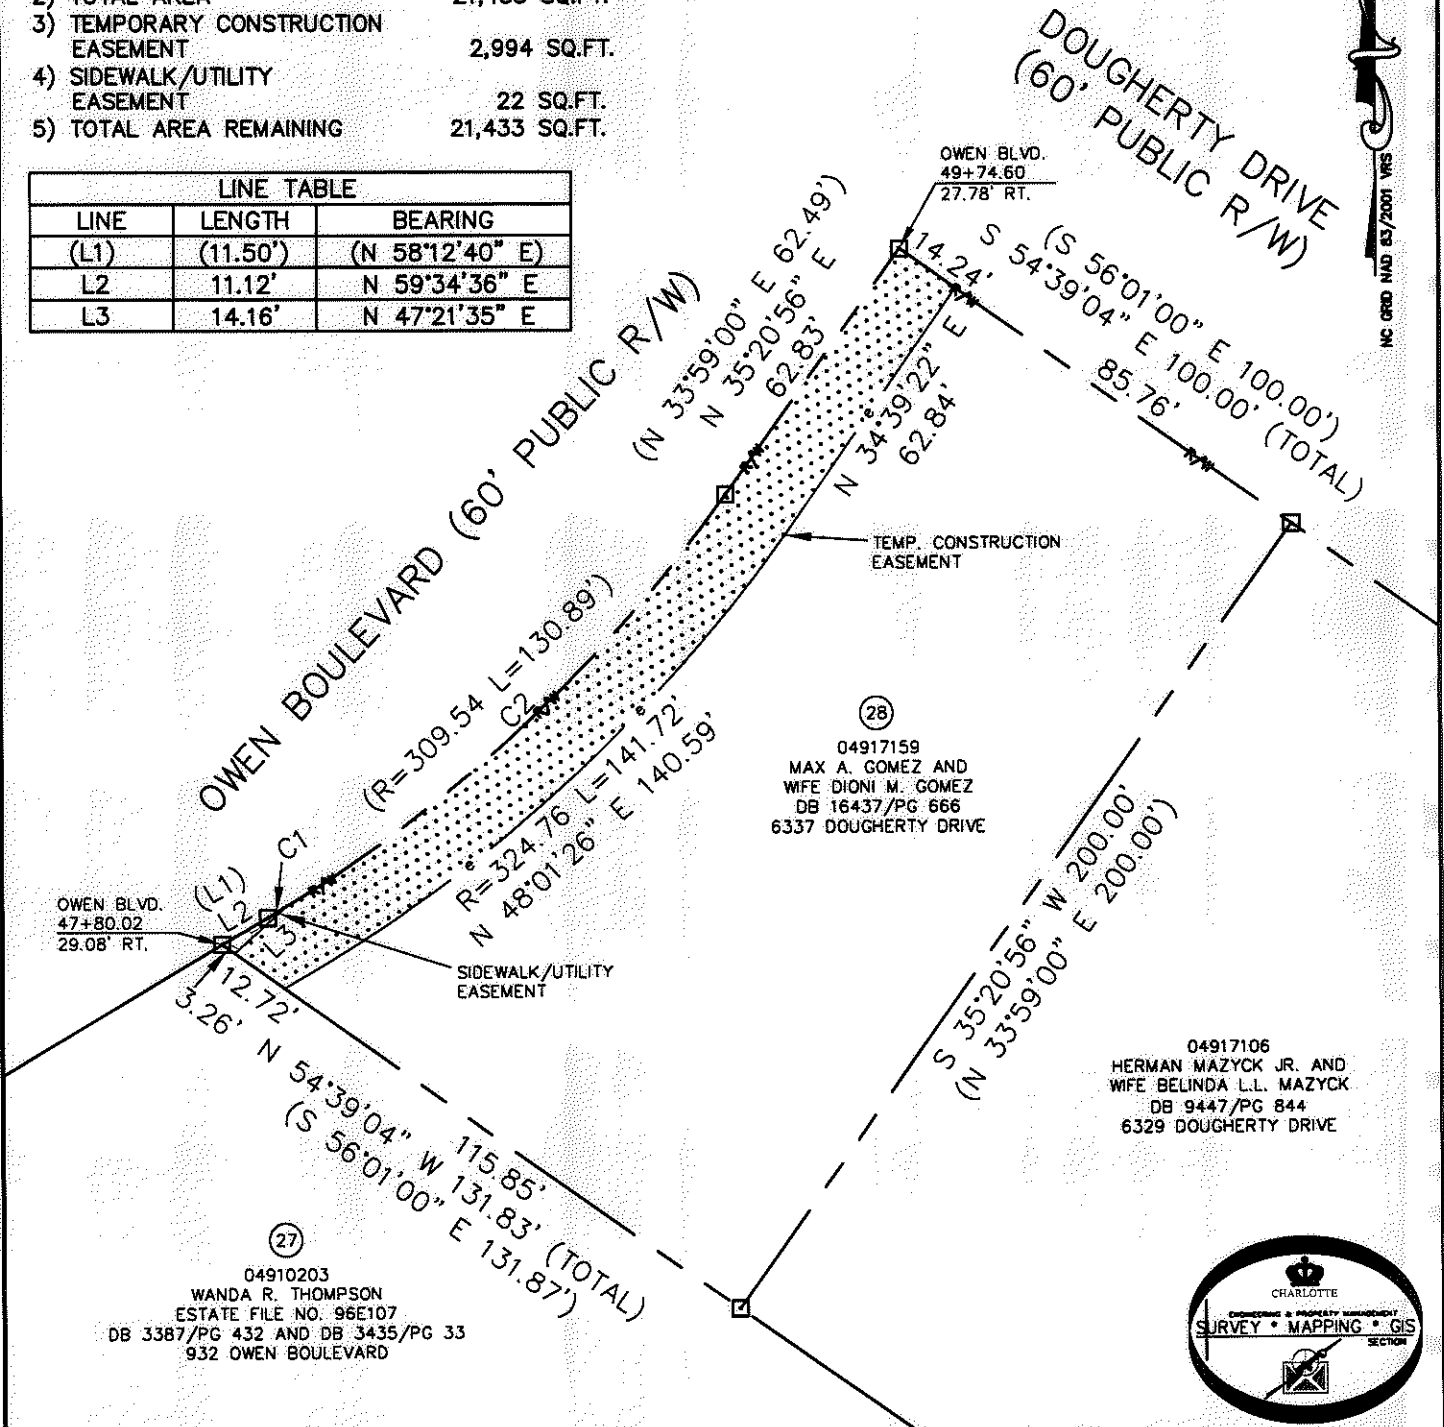 3) TEMPORARY CONSTRUCTION
EASEMENT 2,994 SQ.FT.
4) SIDEWALK/UTILITY
EASEMENT 22 SQ.FT.
5) TOTAL AREA REMAINING 21,433 SQ.FT.
LINE TABLE
LINE LENGTH BEARING
(L1) (11.50') (N 58°12'40" E)
L2 11.12' N 59°34'36" E
L3 14.16' N 47°21'35" E
DOUGHERTY DRIVE
(60' PUBLIC R/W)
NC GRID NAD 83/2001 VRS
OWEN BLVD.
49+74.60
27.78' RT.
14.24'
(S 56°01'00" E 100.00')
S 54°39'04" E 100.00' (TOTAL)
85.76'
R/W
R/W
(N 33°59'00" E 62.49')
N 35°20'56" E
62.83'
R/W
N 34°39'22" E
62.84'
e
TEMP. CONSTRUCTION
EASEMENT
OWEN BOULEVARD (60' PUBLIC R/W)
(R=309.54 L=130.89')
C2
R/W
e
R=324.76 L=141.72'
N 48°01'26" E 140.59'
e
28
04917159
MAX A. GOMEZ AND
WIFE DIONI M. GOMEZ
DB 16437/PG 666
6337 DOUGHERTY DRIVE
S 35°20'56" W 200.00'
(N 33°59'00" E 200.00')
C1
R/W
(L1)
L2
L3
OWEN BLVD.
47+80.02
29.08' RT.
SIDEWALK/UTILITY
EASEMENT
12.72'
3.26'
N 54°39'04" W 131.83' (TOTAL)
(S 56°01'00" E 131.87')
115.85'
04917106
HERMAN MAZYCK JR. AND
WIFE BELINDA L.L. MAZYCK
DB 9447/PG 844
6329 DOUGHERTY DRIVE
27
04910203
WANDA R. THOMPSON
ESTATE FILE NO. 96E107
DB 3387/PG 432 AND DB 3435/PG 33
932 OWEN BOULEVARD
CHARLOTTE
ENGINEERING & PROPERTY MANAGEMENT
SURVEY * MAPPING * GIS
SECTION